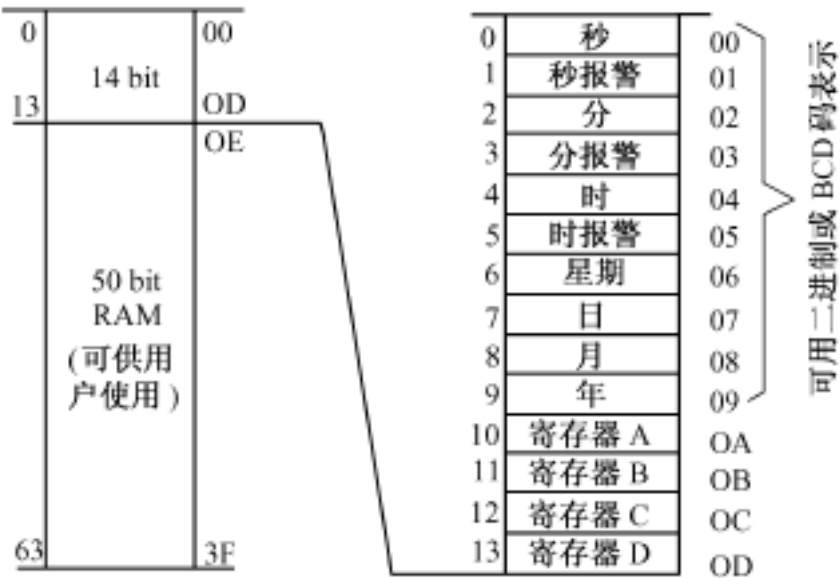 0 00
14 bit
13 OD
OE
50 bit
RAM
(可供用
户使用)
63 3F
0 秒 00
1 秒报警 01
2 分 02
3 分报警 03
4 时 04
5 时报警 05
6 星期 06
7 日 07
8 月 08
9 年 09
10 寄存器 A OA
11 寄存器 B OB
12 寄存器 C OC
13 寄存器 D OD
可用二进制或 BCD 码表示